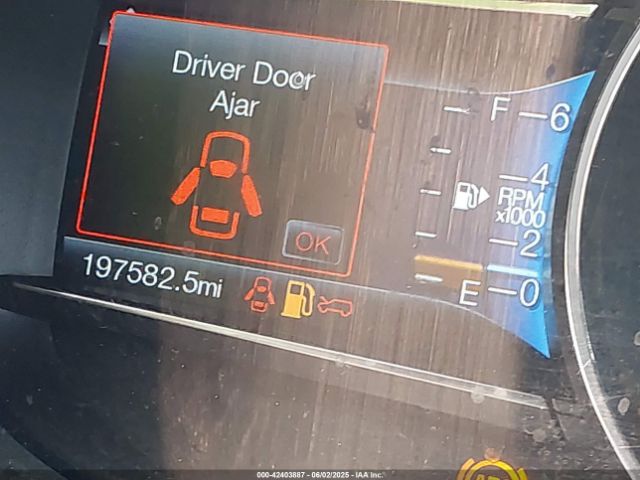 Driver Door
Ajar
OK
197582.5mi
F
6
4
RPM
x1000
2
E
0
000-42403887 - 06/02/2025 - IAA Inc.